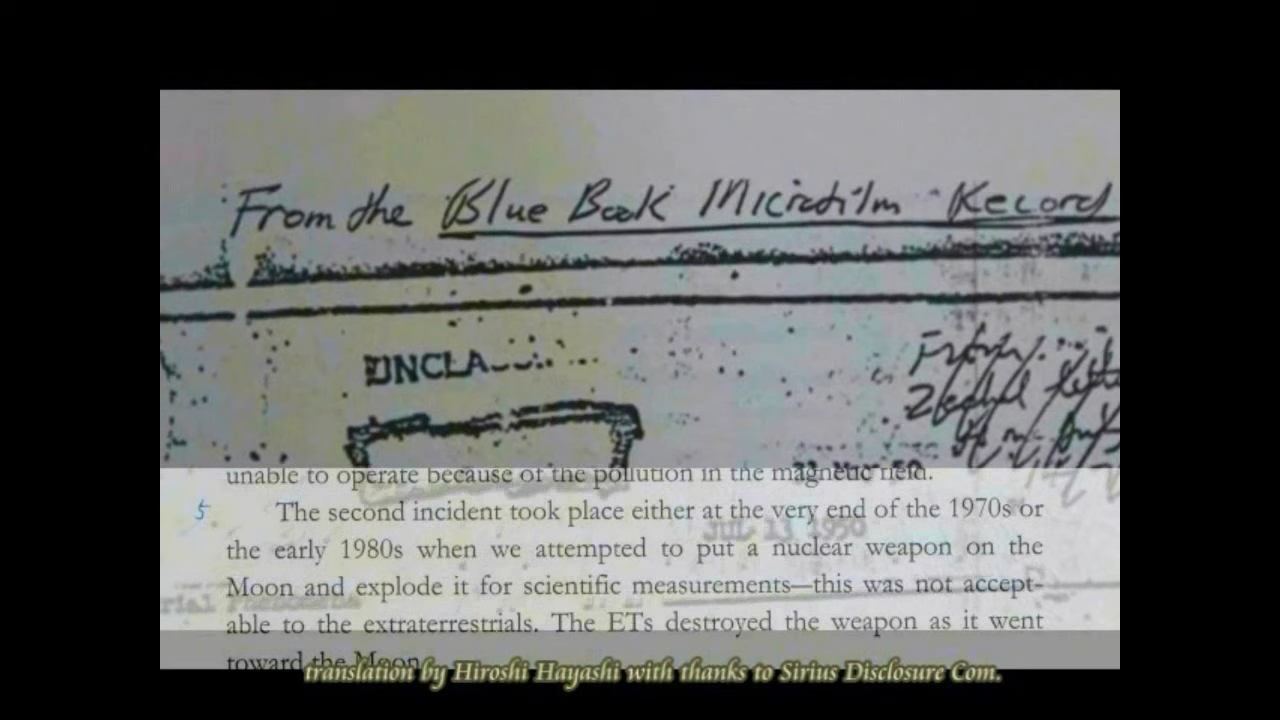 From the Blue Book Microfilm Record
UNCLA
unable to operate because of the pollution in the magnetic field.
JUL 13 1950
5 The second incident took place either at the very end of the 1970s or
the early 1980s when we attempted to put a nuclear weapon on the
Moon and explode it for scientific measurements—this was not accept-
able to the extraterrestrials. The ETs destroyed the weapon as it went
toward the Moon
translation by Hiroshi Hayashi with thanks to Sirius Disclosure Com.